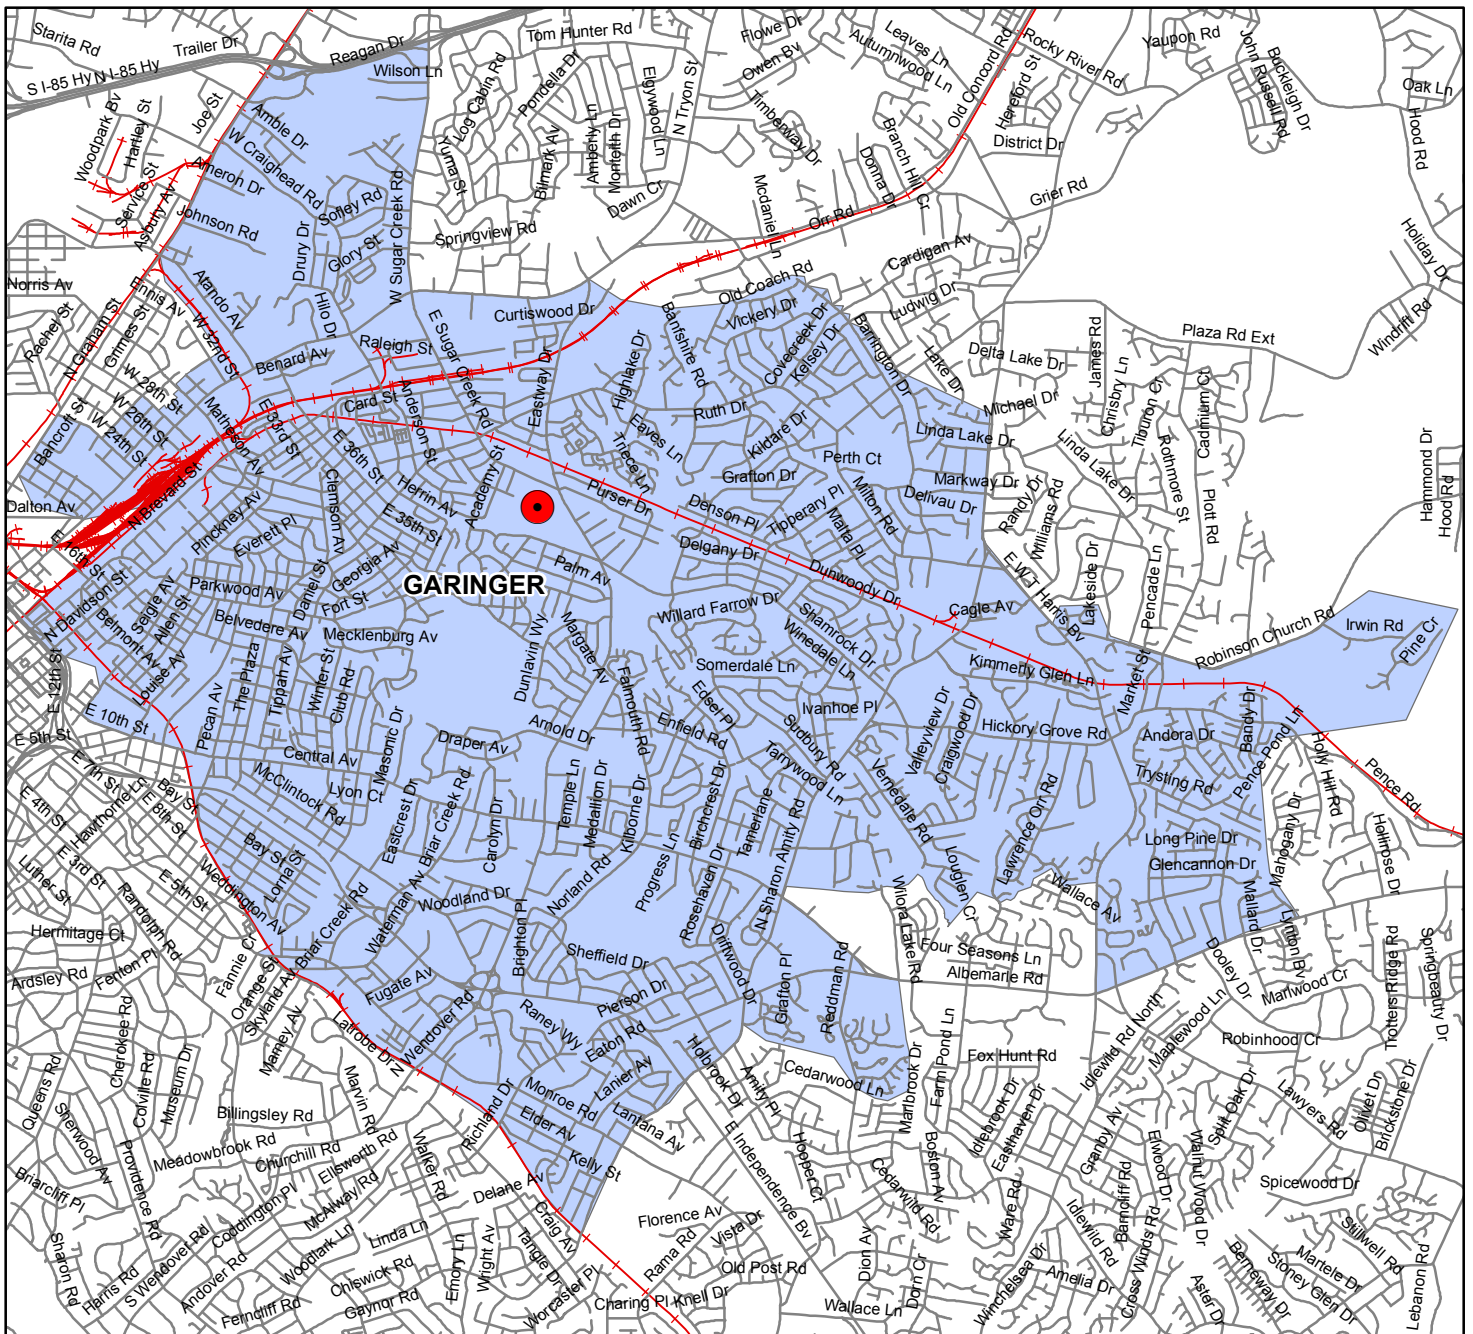 Starita Rd
Trailer Dr
Reagan Dr
Tom Hunter Rd
Flowe Dr
Leaves Ln
Autumnwood Ln
Rocky River Rd
Yaupon Rd
John Russell Rd
Buckleigh Dr
Oak Ln
S I-85 Hy
N I-85 Hy
Wilson Ln
Log Cabin Rd
Pondella Dr
Elgywood Ln
N Tryon St
Owen Bv
Old Concord Rd
Hereford St
Hood Rd
Woodpark Bv
Hartley St
Joe St
Amble Dr
W Craighead Rd
Yuma St
Bilmark Av
Amberly Ln
Monteith Dr
Timberway Dr
Branch Hill Cr
Donna Dr
District Dr
Service St
Asbury Av
Ameron Dr
Johnson Rd
Sofley Rd
W Sugar Creek Rd
Springview Rd
Dawn Cr
Mcdaniel Ln
Orr Rd
Grier Rd
Drury Dr
Glory St
Cardigan Av
Holiday Dr
Norris Av
Ennis Av
Atando Av
Old Coach Rd
Ludwig Dr
Rachel St
N Graham St
Grimes St
W 32nd St
Hilo Dr
E Sugar Creek Rd
Curtiswood Dr
Banfshire Rd
Vickery Dr
Covecreek Dr
Kelsey Dr
Barrington Dr
Lake Dr
Delta Lake Dr
James Rd
Plaza Rd Ext
Windrift Rd
Benard Av
Raleigh St
Eastway Dr
Highlake Dr
W 28th St
W 26th St
W 24th St
Bancroft St
Matheson Av
E 33rd St
Card St
Anderson St
Ruth Dr
Kildare Dr
Michael Dr
Chrisby Ln
Tiburon Cr
Cadmium Ct
E 36th St
Eaves Ln
Triece Ln
Grafton Dr
Perth Ct
Linda Lake Dr
Linda Lake Dr
Rothmore St
Plott Rd
Hammond Dr
Hood Rd
Dalton Av
N Brevard St
Clemson Av
Herrin Av
Academy St
Purser Dr
Denson Pl
Tipperary Pl
Milton Rd
Malta Pl
Markway Dr
Delivau Dr
Randy Dr
Williams Rd
E 16th St
Pinckney Av
Everett Pl
E 35th St
Georgia Av
Palm Av
Delgany Dr
Dunwoody Dr
E W T Harris Bv
Lakeside Dr
Pencade Ln
GARINGER
N Davidson St
Seigle Av
Allen St
Belmont Av
Louise Av
Parkwood Av
Belvedere Av
Daniel St
Fort St
Mecklenburg Av
Dunlavin Wy
Margate Av
Willard Farrow Dr
Shamrock Dr
Winedale Ln
Cagle Av
Robinson Church Rd
Irwin Rd
Pine Cr
E 12th St
Pecan Av
The Plaza
Tippah Av
Winter St
Club Rd
Falmouth Rd
Somerdale Ln
Edsel Pl
Ivanhoe Pl
Kimmerly Glen Ln
Market St
E 10th St
E 5th St
Central Av
Masonic Dr
Draper Av
Arnold Dr
Enfield Rd
Sudbury Rd
Tarrywood Ln
Valleyview Dr
Craigwood Dr
Hickory Grove Rd
Andora Dr
Bandy Dr
Pence Pond Ln
Holly Hill Rd
Pence Rd
E 7th St
E 4th St
Hawthorne Ln
E 8th St
Bay St
McClintock Rd
Lyon Ct
Eastcrest Dr
Briar Creek Rd
Carolyn Dr
Temple Ln
Medallion Dr
Kilborne Dr
Birchcrest Dr
Tamerlane
Vernedale Rd
Lawrence Orr Rd
Trysting Rd
Mahogany Dr
Hollirose Dr
E 3rd St
Luther St
E 5th St
Randolph Rd
Bay St
Lorna St
Weddington Av
Waterman Av
Woodland Dr
Norland Rd
Progress Ln
Rosehaven Dr
N Sharon Amity Rd
Louglen Cr
Wallace Av
Long Pine Dr
Glencannon Dr
Mallard Dr
Lynton Bv
Hermitage Ct
Ardsley Rd
Fenton Pl
Fannie Cr
Orange St
Skyland Av
Briar Creek Rd
Brighton Pl
Sheffield Dr
Driftwood Dr
Wilora Lake Rd
Four Seasons Ln
Albemarle Rd
Dooley Dr
Marlwood Cr
Trotters Ridge Rd
Springbeauty Dr
Fugate Av
N Wendover Rd
Raney Wy
Pierson Dr
Grafton Pl
Reddman Rd
Cherokee Rd
Colville Rd
Museum Dr
Mamey Av
Latrobe Dr
Eaton Rd
Lanier Av
Holbrook Dr
Amity Pl
Cedarwood Ln
Marlbrook Dr
Farm Pond Ln
Fox Hunt Rd
Idlewild Rd North
Maplewood Ln
Robinhood Cr
Queens Rd
Sherwood Av
Providence Rd
Billingsley Rd
Marvin Rd
Richland Dr
Monroe Rd
Elder Av
Lantana Av
E Independence Bv
Idlebrook Dr
Easthaven Dr
Granby Av
Split Oak Dr
Lawyers Rd
Olivet Dr
Brickstone Dr
Meadowbrook Rd
Churchill Rd
Ellsworth Rd
Walker Rd
Kelly St
Hooper Ct
Cedarwild Rd
Boston Av
Elwood Dr
Walnut Wood Dr
Briarcliff Pl
Coddington Pl
McAlway Rd
Delane Av
Craig Av
Florence Av
Vista Dr
Ware Rd
Idlewild Rd
Barncliff Rd
Spicewood Dr
Stillwell Rd
Sharon Rd
Harris Rd
S Wendover Rd
Andover Rd
Woodlark Ln
Linda Ln
Emory Ln
Wright Av
Tangle Dr
Rama Rd
Old Post Rd
Dion Av
Dorn Cr
Winchelsea Dr
Amelia Dr
Cross Winds Rd
Aster Dr
Berneway Dr
Stoney Glen Dr
Martele Dr
Lebanon Rd
Ferncliff Rd
Chiswick Rd
Gaynor Rd
Worcaster Pl
Charing Pl
Knell Dr
Wallace Ln